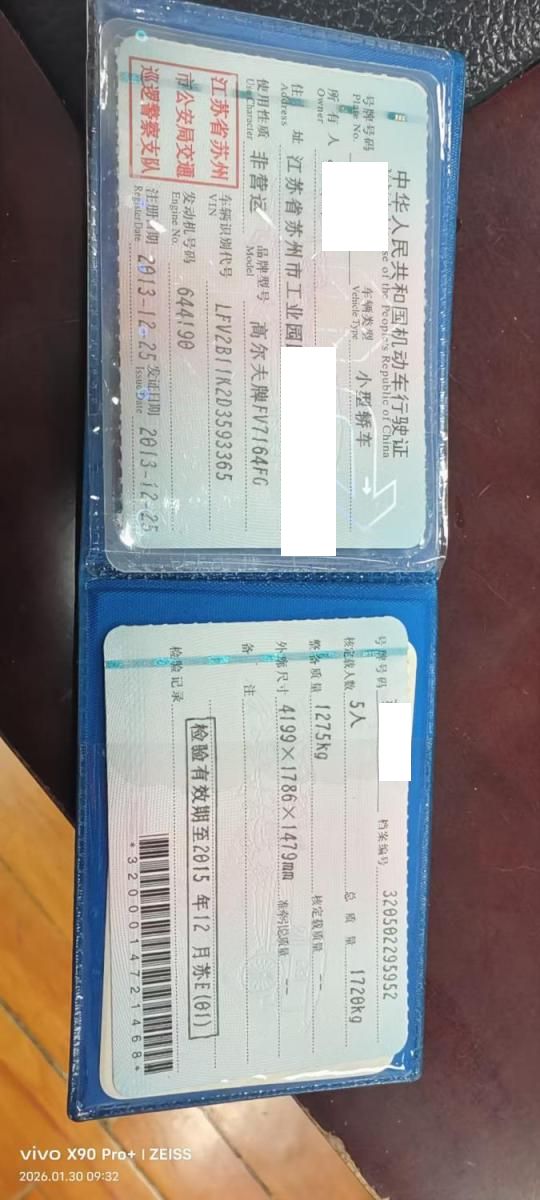 中华人民共和国机动车行驶证
se of the People's Republic of China
号牌号码
Plate No.
车辆类型 小型轿车
Vehicle Type
所有人
Owner
住址 江苏省苏州市工业园
Address
使用性质 非营运 品牌型号 高尔夫牌FV7164FG
Use Character Model
江苏省苏州
市公安局交通
巡逻警察支队
车辆识别代号 LFV2B11K2D3593365
VIN
发动机号码 644190
Engine No.
注册日期 2013-12-25 发证日期 2013-12-25
Register Date Issue Date
号牌号码 档案编号 320502295952
核定载人数 5人 总质量 1720kg
整备质量 1275kg 核定载质量 --
外廓尺寸 4199×1786×1479mm 准牵引总质量 --
备注
检验有效期至2015 年12 月苏E(01)
检验记录
*3200014721468*
vivo X90 Pro+ | ZEISS
2026.01.30 09:32